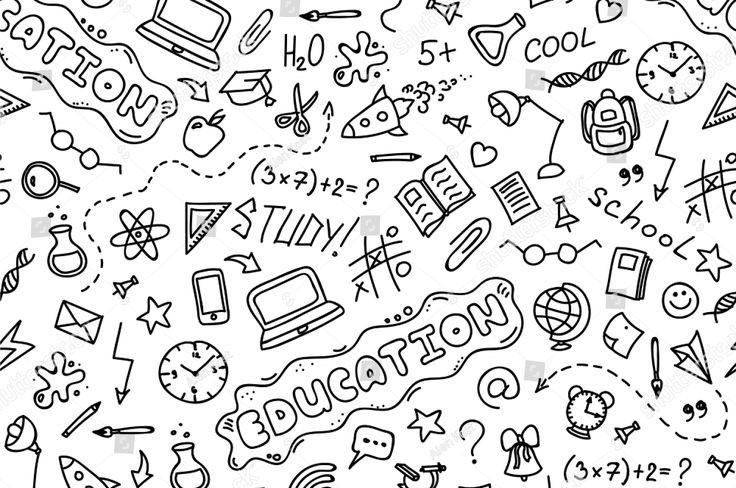 CATION
H₂O
5+
COOL
(3×7)+2=?
STUDY!
school
EDUCATION
@
?
(3×7)+2=?